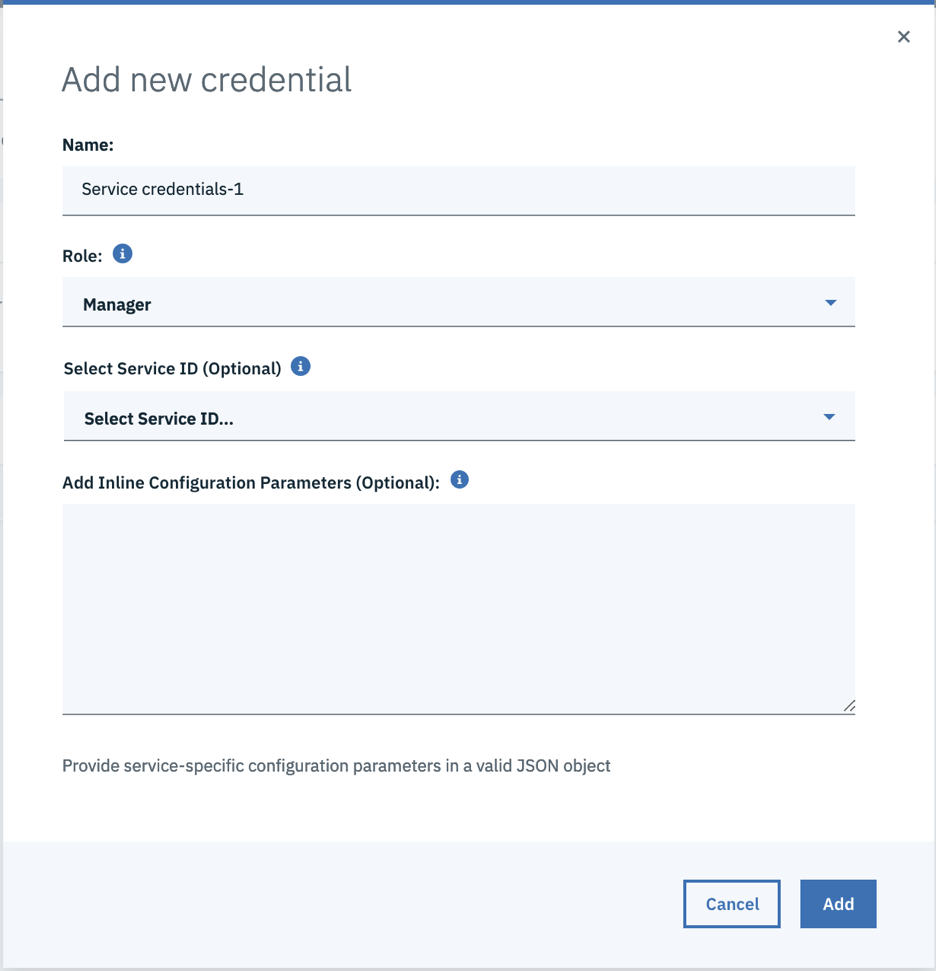 Add new credential
Name:
Service credentials-1
Role:
Manager
Select Service ID (Optional)
Select Service ID...
Add Inline Configuration Parameters (Optional):
Provide service-specific configuration parameters in a valid JSON object
Cancel
Add